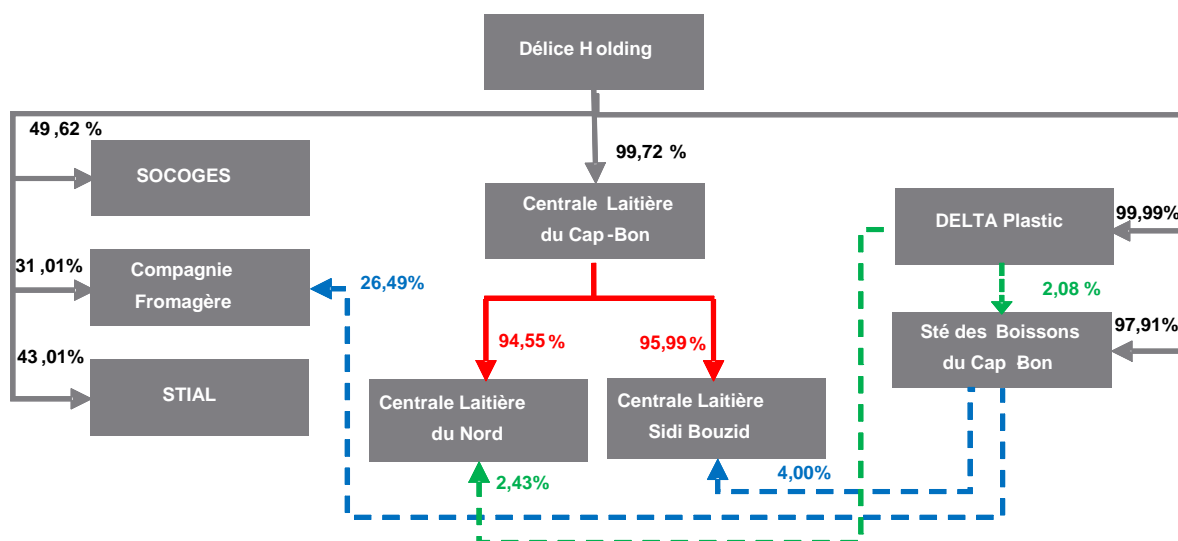 Délice Holding
49,62 %
99,72 %
SOCOGES
Centrale Laitière
du Cap-Bon
DELTA Plastic
99,99%
31,01%
Compagnie
Fromagère
26,49%
2,08 %
94,55 %
95,99%
Sté des Boissons
du Cap Bon
97,91%
43,01%
STIAL
Centrale Laitière
du Nord
Centrale Laitière
Sidi Bouzid
2,43%
4,00%